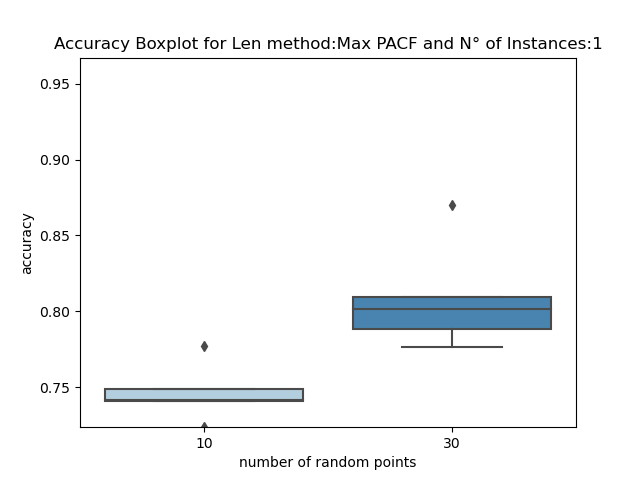 Accuracy Boxplot for Len method:Max PACF and N° of Instances:1
0.95
0.90
0.85
0.80
0.75
accuracy
10
30
number of random points